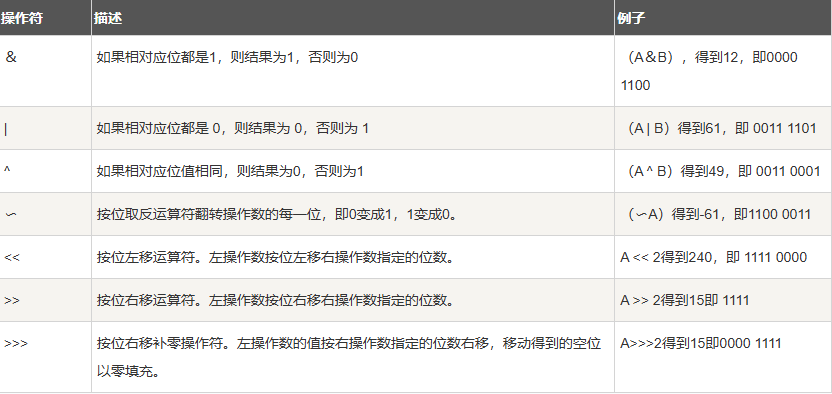 操作符 描述 例子
＆ 如果相对应位都是1，则结果为1，否则为0 （A＆B），得到12，即0000
1100
| 如果相对应位都是 0，则结果为 0，否则为 1 （A | B）得到61，即 0011 1101
^ 如果相对应位值相同，则结果为0，否则为1 （A ^ B）得到49，即 0011 0001
〜 按位取反运算符翻转操作数的每一位，即0变成1，1变成0。 （〜A）得到-61，即1100 0011
<< 按位左移运算符。左操作数按位左移右操作数指定的位数。 A << 2得到240，即 1111 0000
>> 按位右移运算符。左操作数按位右移右操作数指定的位数。 A >> 2得到15即 1111
>>> 按位右移补零操作符。左操作数的值按右操作数指定的位数右移，移动得到的空位 A>>>2得到15即0000 1111
以零填充。